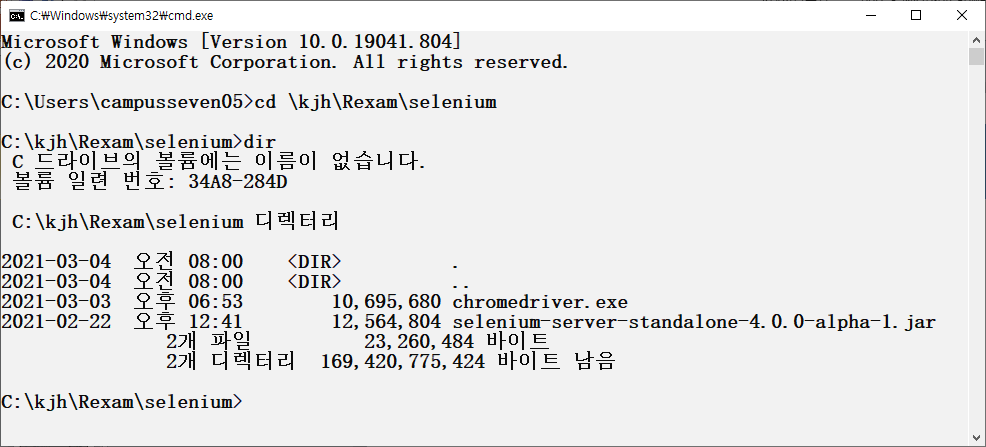 C:₩Windows₩system32₩cmd.exe
Microsoft Windows [Version 10.0.19041.804]
(c) 2020 Microsoft Corporation. All rights reserved.
C:\Users\campusseven05>cd \kjh\Rexam\selenium
C:\kjh\Rexam\selenium>dir
C 드라이브의 볼륨에는 이름이 없습니다.
볼륨 일련 번호: 34A8-284D
C:\kjh\Rexam\selenium 디렉터리
2021-03-04  오전 08:00    <DIR>          .
2021-03-04  오전 08:00    <DIR>          ..
2021-03-03  오후 06:53        10,695,680 chromedriver.exe
2021-02-22  오후 12:41        12,564,804 selenium-server-standalone-4.0.0-alpha-1.jar
2개 파일          23,260,484 바이트
2개 디렉터리  169,420,775,424 바이트 남음
C:\kjh\Rexam\selenium>